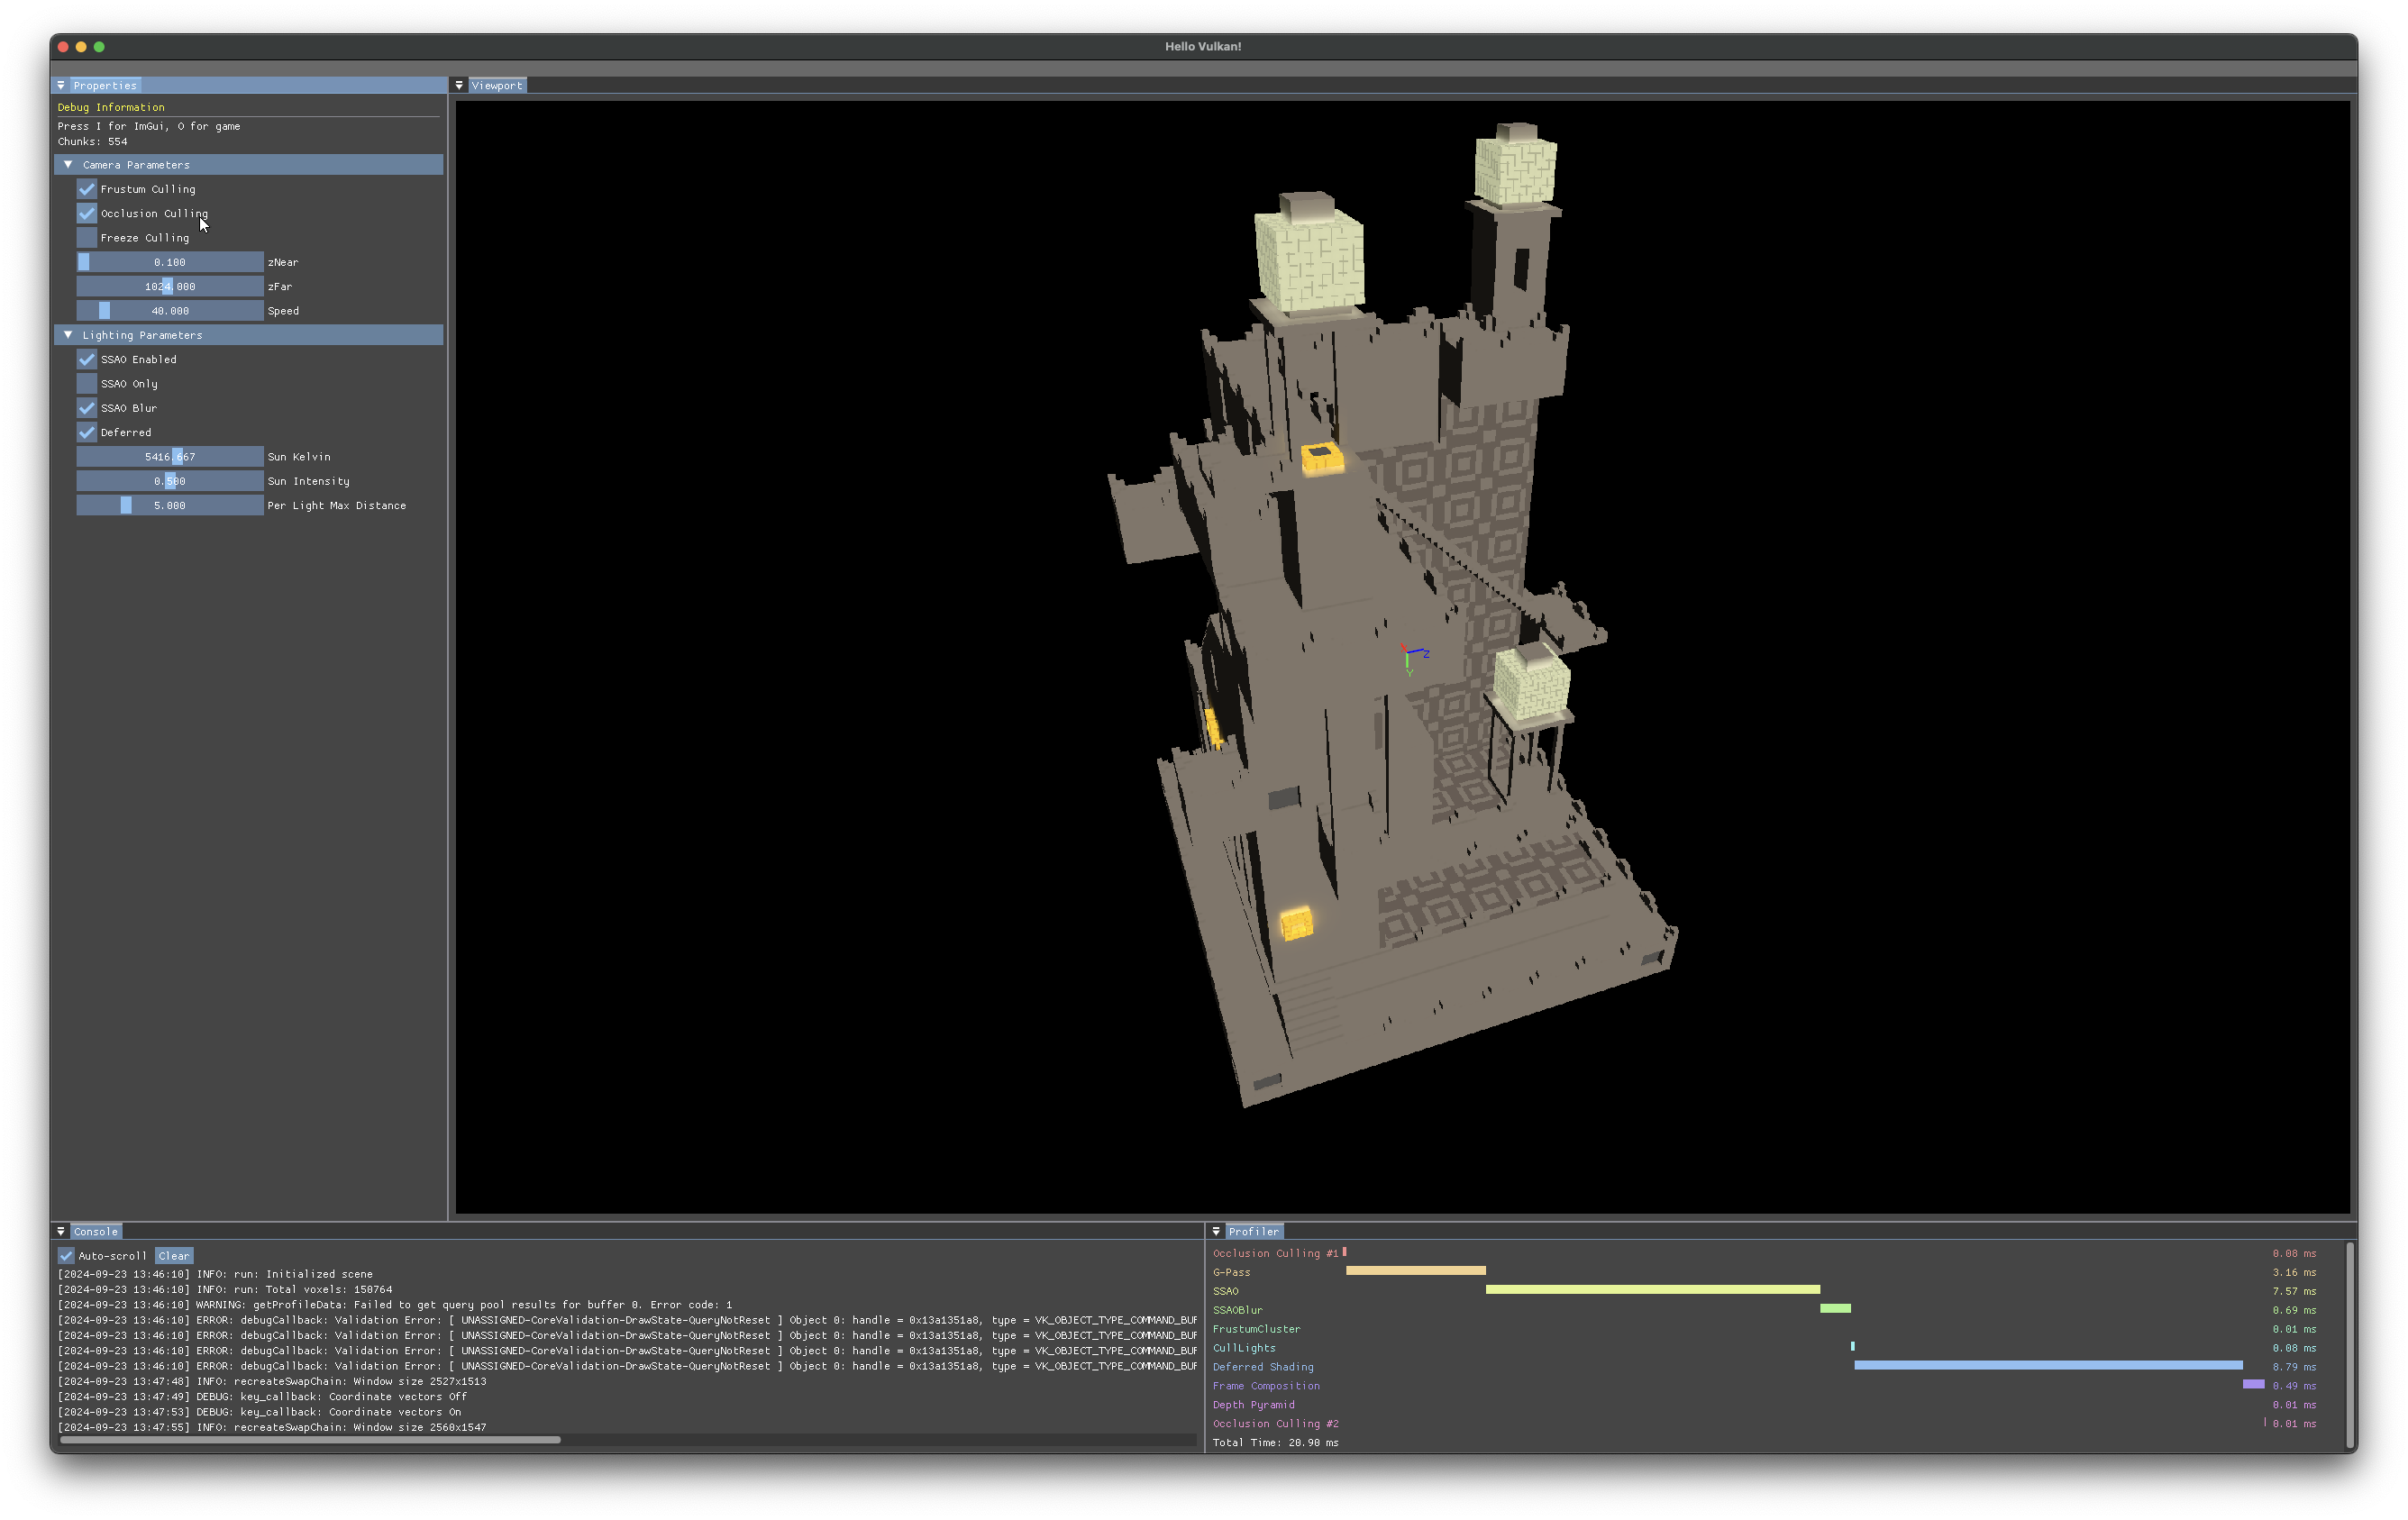 Hello Vulkan!
Properties
Debug Information
Press I for ImGui, O for game
Chunks: 554
Camera Parameters
Frustum Culling
Occlusion Culling
Freeze Culling
0.100 zNear
1024.000 zFar
40.000 Speed
Lighting Parameters
SSAO Enabled
SSAO Only
SSAO Blur
Deferred
5416.667 Sun Kelvin
0.500 Sun Intensity
5.000 Per Light Max Distance
Viewport
Z
Y
Console
Auto-scroll Clear
[2024-09-23 13:46:10] INFO: run: Initialized scene
[2024-09-23 13:46:10] INFO: run: Total voxels: 150764
[2024-09-23 13:46:10] WARNING: getProfileData: Failed to get query pool results for buffer 0. Error code: 1
[2024-09-23 13:46:10] ERROR: debugCallback: Validation Error: [ UNASSIGNED-CoreValidation-DrawState-QueryNotReset ] Object 0: handle = 0x13a1351a8, type = VK_OBJECT_TYPE_COMMAND_BUF
[2024-09-23 13:46:10] ERROR: debugCallback: Validation Error: [ UNASSIGNED-CoreValidation-DrawState-QueryNotReset ] Object 0: handle = 0x13a1351a8, type = VK_OBJECT_TYPE_COMMAND_BUF
[2024-09-23 13:46:10] ERROR: debugCallback: Validation Error: [ UNASSIGNED-CoreValidation-DrawState-QueryNotReset ] Object 0: handle = 0x13a1351a8, type = VK_OBJECT_TYPE_COMMAND_BUF
[2024-09-23 13:46:10] ERROR: debugCallback: Validation Error: [ UNASSIGNED-CoreValidation-DrawState-QueryNotReset ] Object 0: handle = 0x13a1351a8, type = VK_OBJECT_TYPE_COMMAND_BUF
[2024-09-23 13:47:48] INFO: recreateSwapChain: Window size 2527x1513
[2024-09-23 13:47:49] DEBUG: key_callback: Coordinate vectors Off
[2024-09-23 13:47:53] DEBUG: key_callback: Coordinate vectors On
[2024-09-23 13:47:55] INFO: recreateSwapChain: Window size 2560x1547
Profiler
Occlusion Culling #1 0.08 ms
G-Pass 3.16 ms
SSAO 7.57 ms
SSAOBlur 0.69 ms
FrustumCluster 0.01 ms
CullLights 0.08 ms
Deferred Shading 8.79 ms
Frame Composition 0.49 ms
Depth Pyramid 0.01 ms
Occlusion Culling #2 0.01 ms
Total Time: 20.90 ms